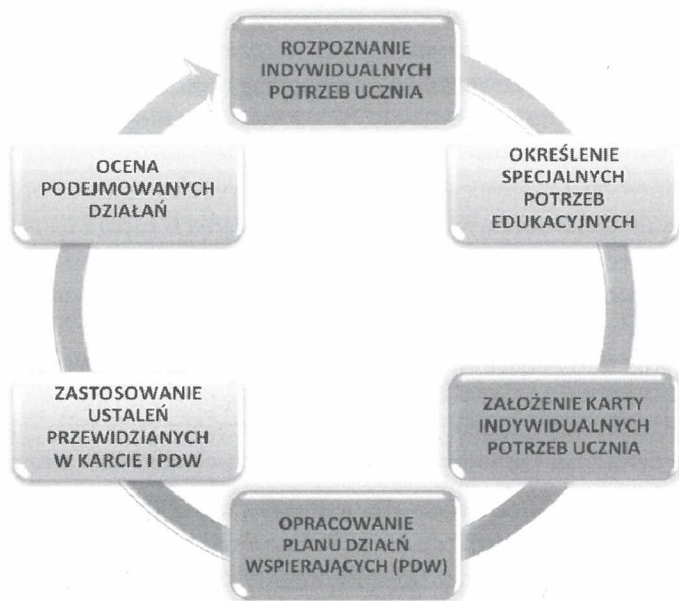 ROZPOZNANIE
INDYWIDUALNYCH
POTRZEB UCZNIA
OKREŚLENIE
SPECJALNYCH
POTRZEB
EDUKACYJNYCH
ZAŁOŻENIE KARTY
INDYWIDUALNYCH
POTRZEB UCZNIA
OPRACOWANIE
PLANU DZIAŁŃ
WSPIERAJĄCYCH (PDW)
ZASTOSOWANIE
USTALEŃ
PRZEWIDZIANYCH
W KARCIE I PDW
OCENA
PODEJMOWANYCH
DZIAŁAŃ